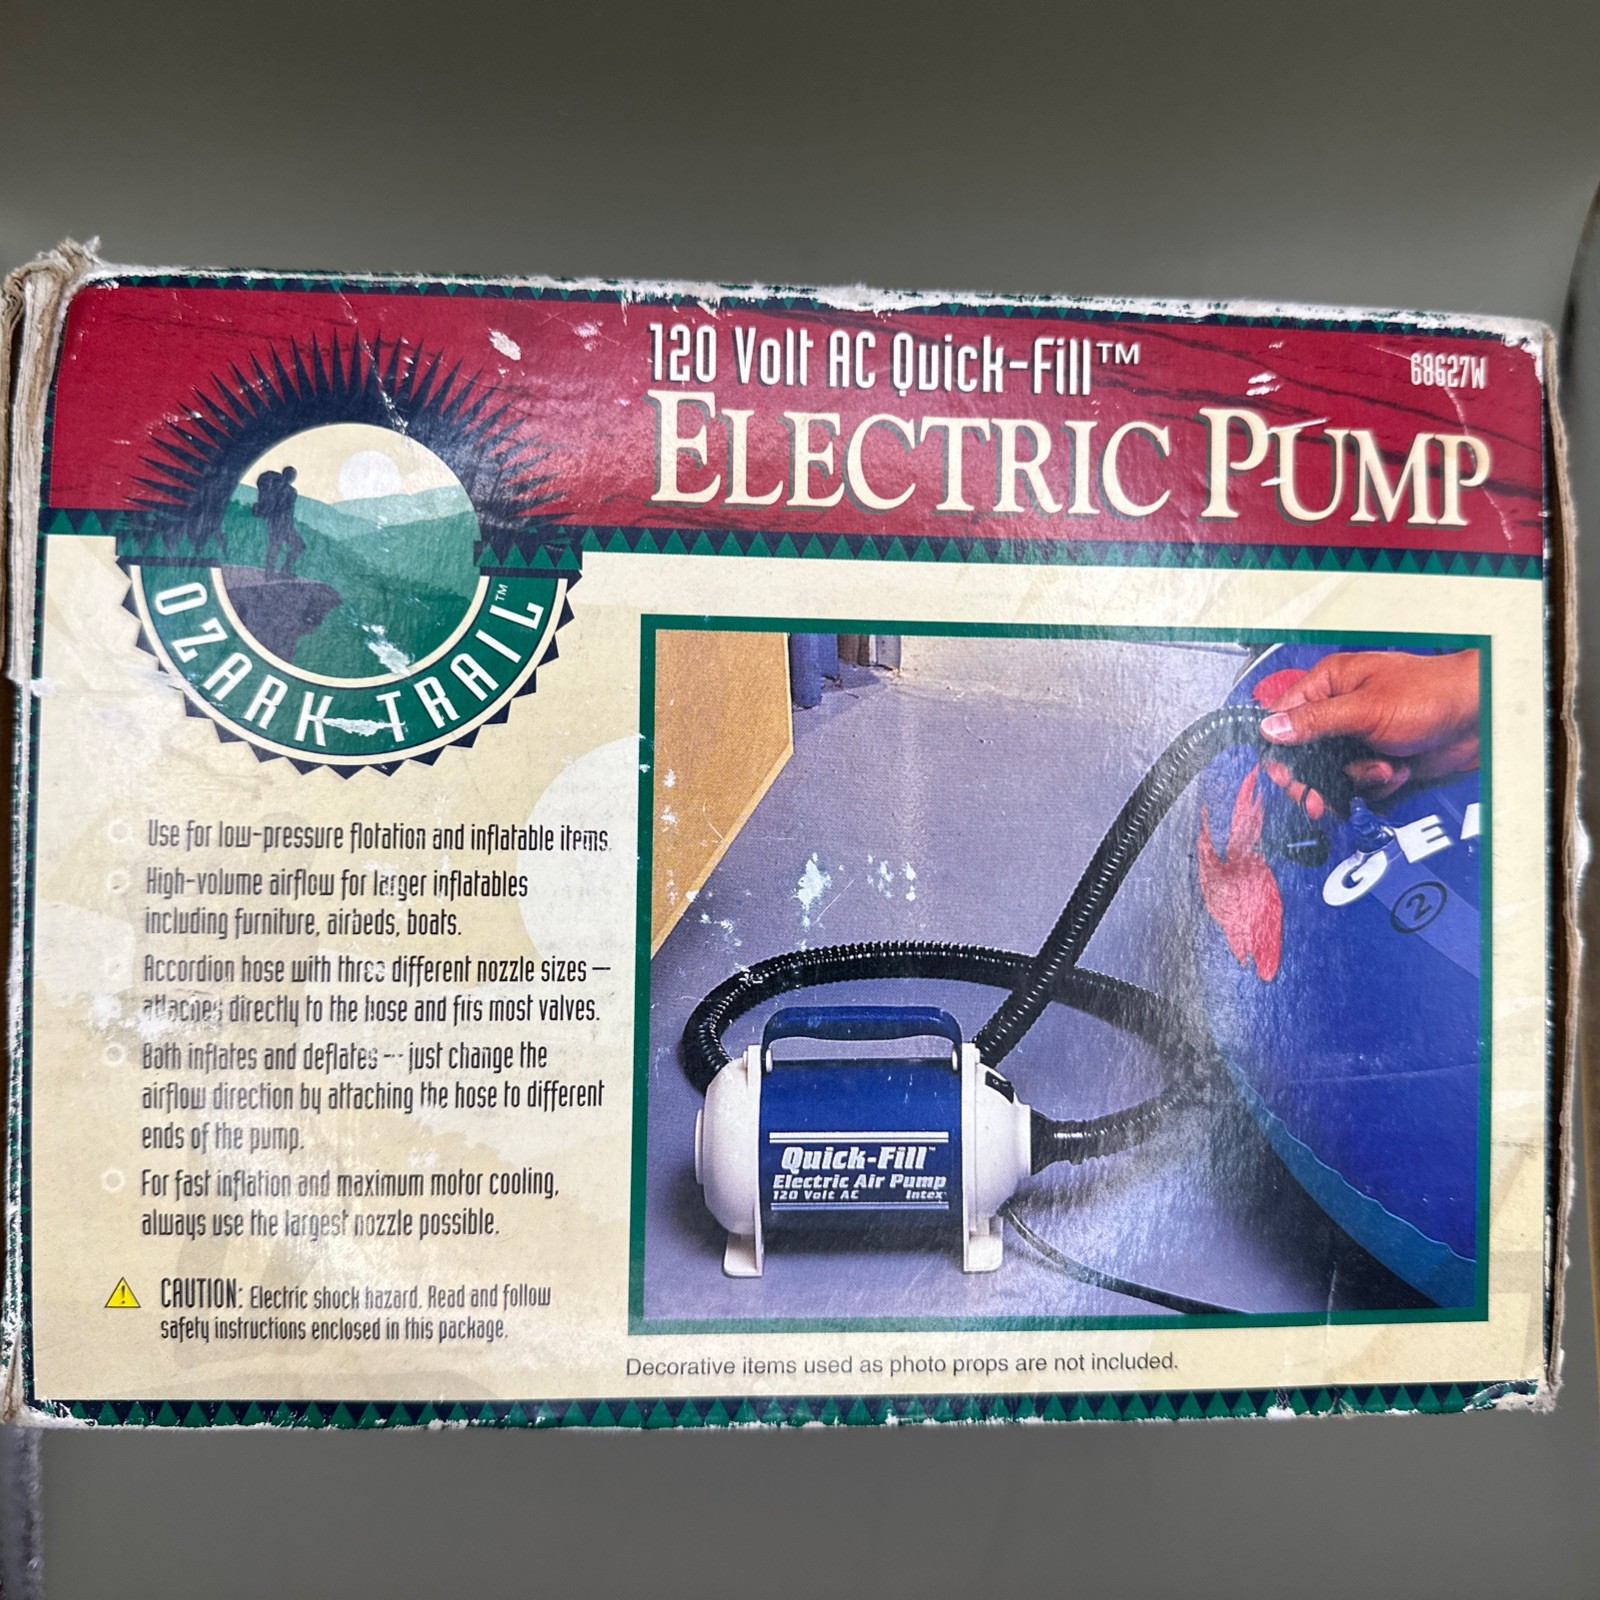 120 Volt AC Quick-Fill™
68627W
ELECTRIC PUMP
OZARK TRAIL™
Use for low-pressure flotation and inflatable items.
High-volume airflow for larger inflatables
including furniture, airbeds, boats.
Accordion hose with three different nozzle sizes —
attaches directly to the hose and fits most valves.
Both inflates and deflates -- just change the
airflow direction by attaching the hose to different
ends of the pump.
For fast inflation and maximum motor cooling,
always use the largest nozzle possible.
CAUTION: Electric shock hazard. Read and follow
safety instructions enclosed in this package.
GEA
2
Quick-Fill™
Electric Air Pump
120 Volt AC Intex
Decorative items used as photo props are not included.